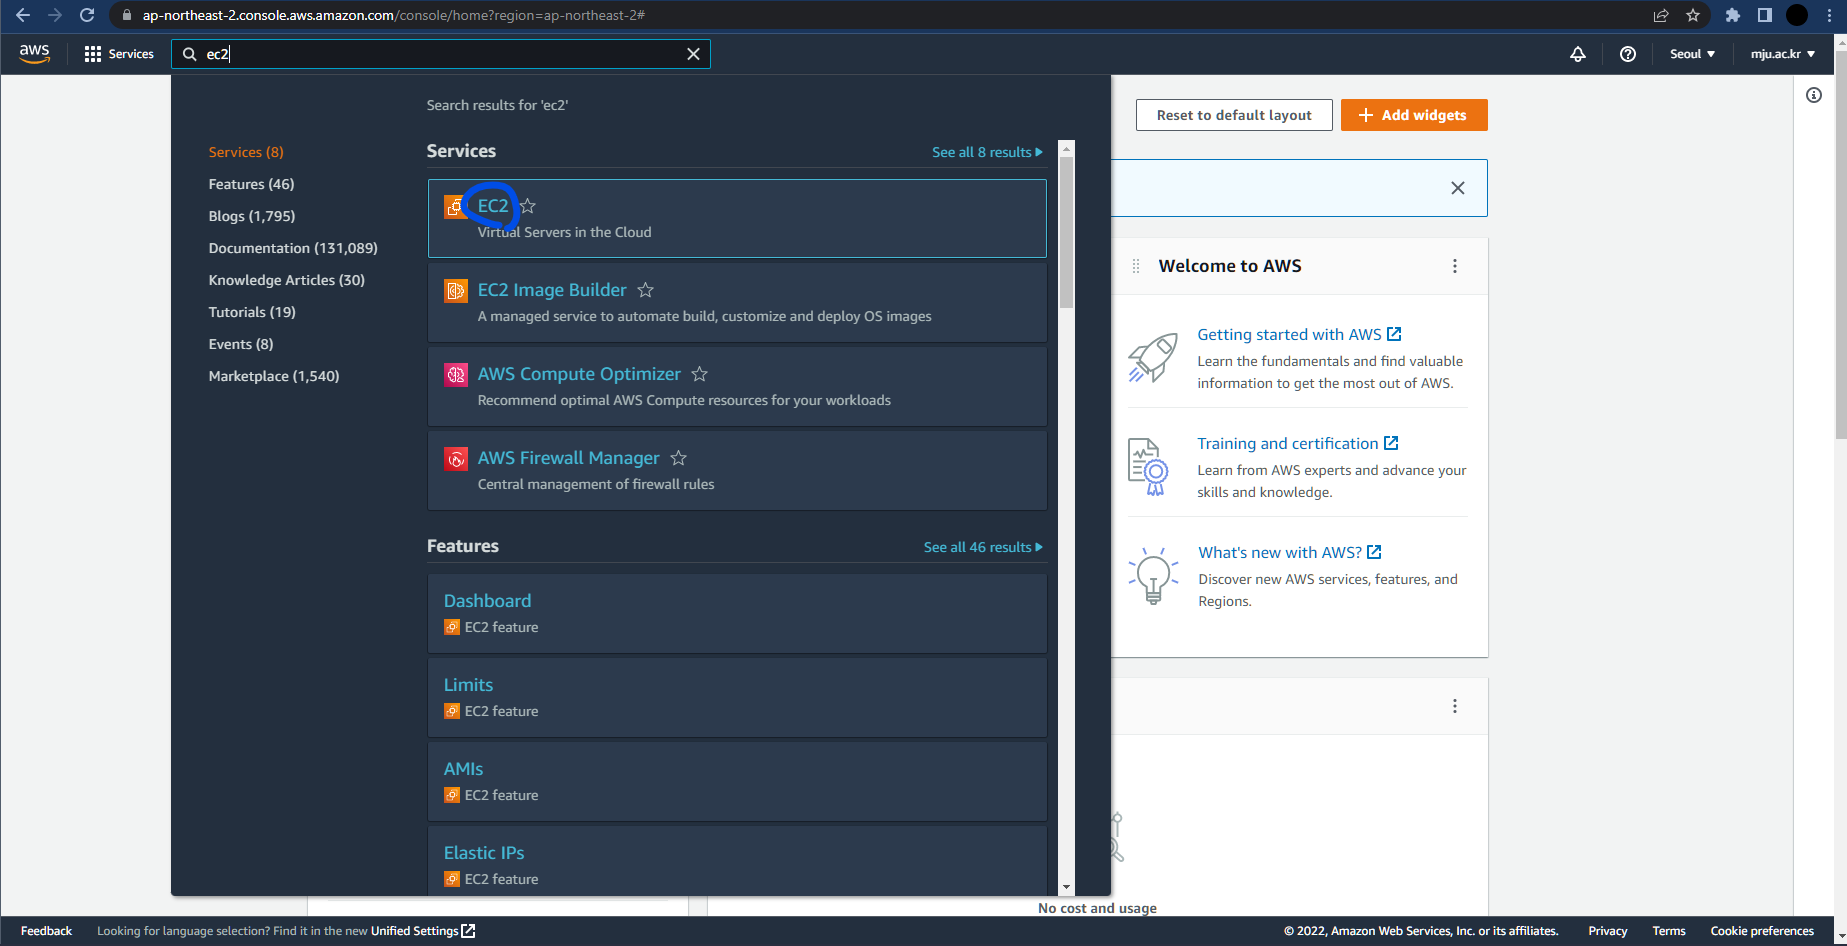 ap-northeast-2.console.aws.amazon.com/console/home?region=ap-northeast-2#
aws
Services
ec2
Seoul
mju.ac.kr
Search results for 'ec2'
Services (8)
Features (46)
Blogs (1,795)
Documentation (131,089)
Knowledge Articles (30)
Tutorials (19)
Events (8)
Marketplace (1,540)
Services
See all 8 results
EC2
Virtual Servers in the Cloud
EC2 Image Builder
A managed service to automate build, customize and deploy OS images
AWS Compute Optimizer
Recommend optimal AWS Compute resources for your workloads
AWS Firewall Manager
Central management of firewall rules
Features
See all 46 results
Dashboard
EC2 feature
Limits
EC2 feature
AMIs
EC2 feature
Elastic IPs
EC2 feature
Reset to default layout
Add widgets
Welcome to AWS
Getting started with AWS
Learn the fundamentals and find valuable
information to get the most out of AWS.
Training and certification
Learn from AWS experts and advance your
skills and knowledge.
What's new with AWS?
Discover new AWS services, features, and
Regions.
No cost and usage
Feedback
Looking for language selection? Find it in the new Unified Settings
© 2022, Amazon Web Services, Inc. or its affiliates.
Privacy
Terms
Cookie preferences